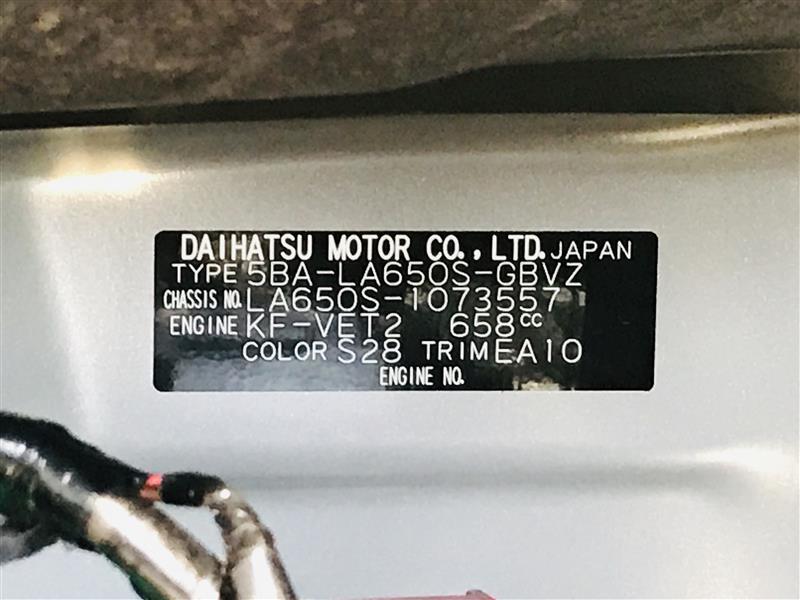 DAIHATSU MOTOR CO., LTD. JAPAN
TYPE 5BA-LA650S-GBVZ
CHASSIS NO. LA650S-1073557
ENGINE KF-VET2 658cc
COLOR S28 TRIM EA10
ENGINE NO.